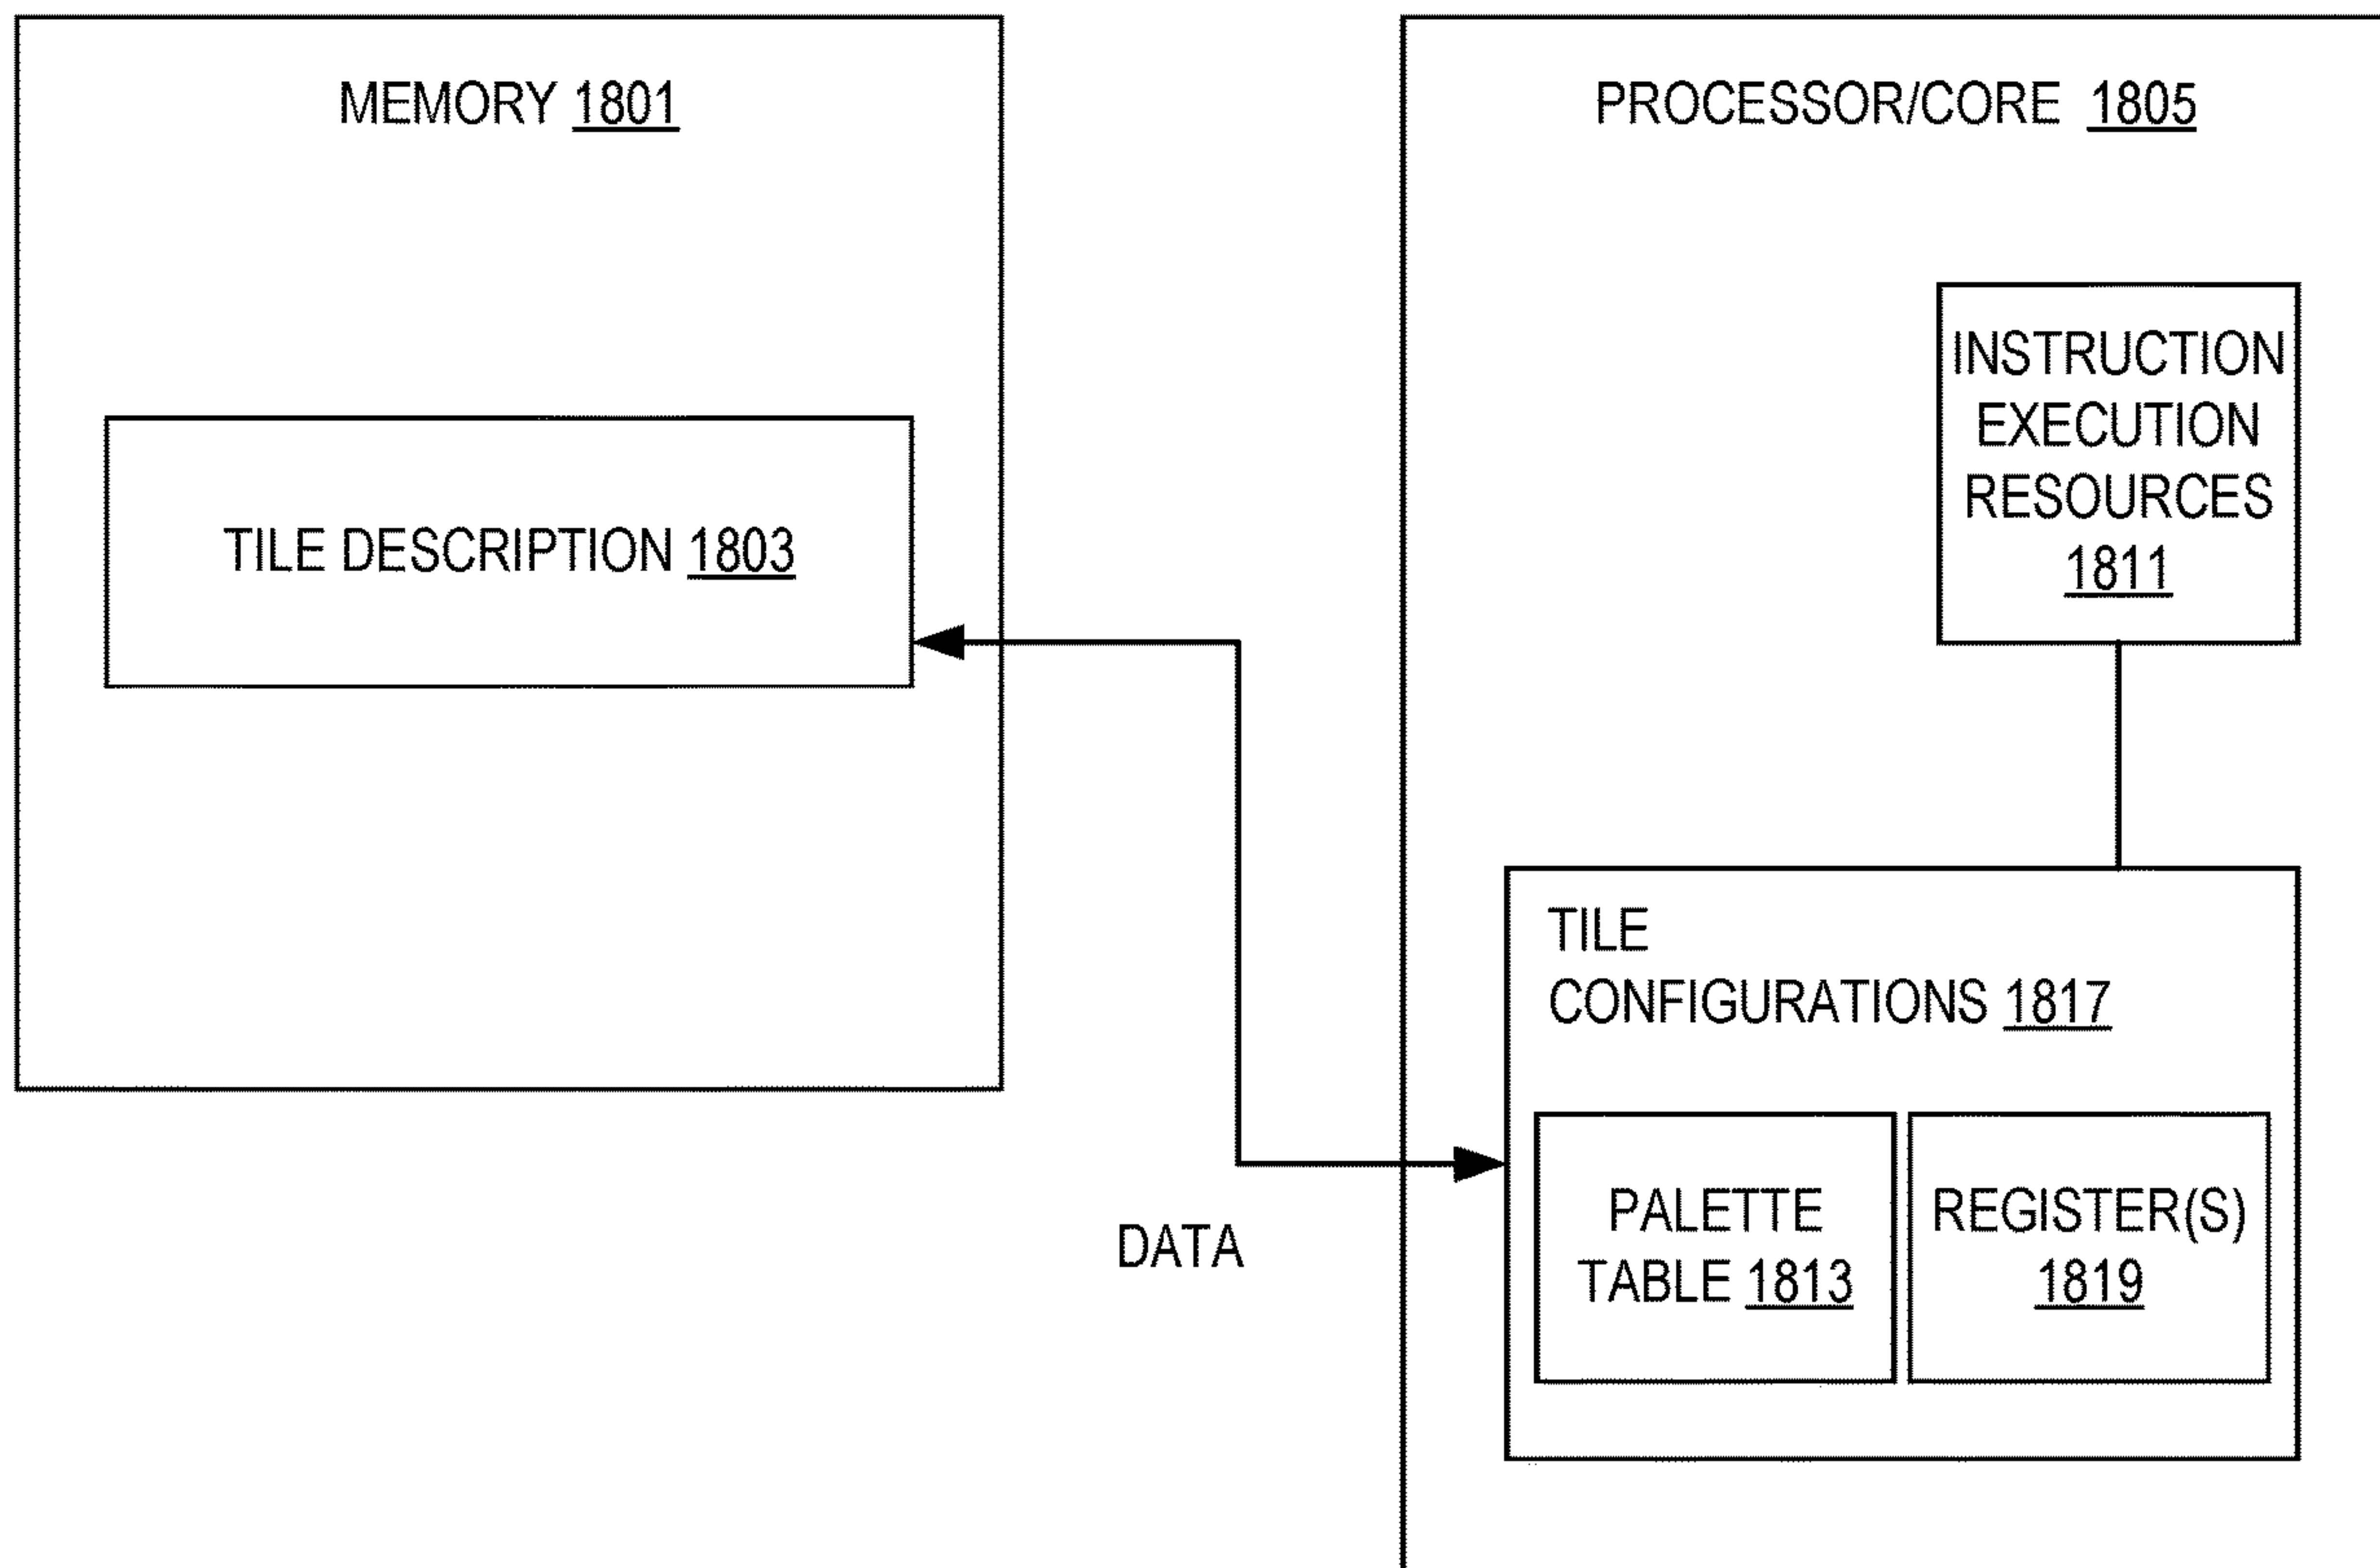 MEMORY 1801
PROCESSOR/CORE 1805
INSTRUCTION
EXECUTION
RESOURCES
1811
TILE DESCRIPTION 1803
TILE
CONFIGURATIONS 1817
DATA
PALETTE
TABLE 1813
REGISTER(S)
1819